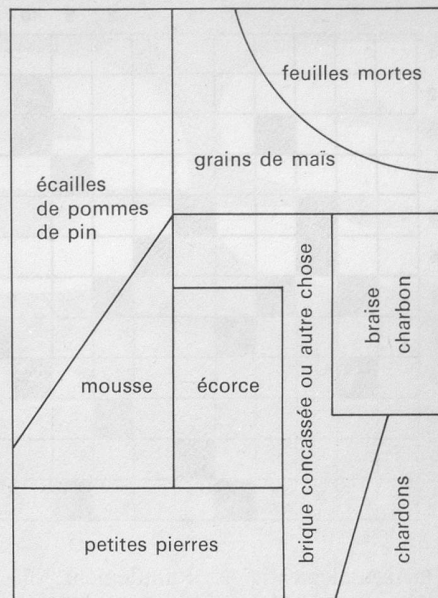 feuilles mortes
grains de maïs
écailles
de pommes
de pin
brique concassée ou autre chose
braise
charbon
mousse
écorce
chardons
petites pierres